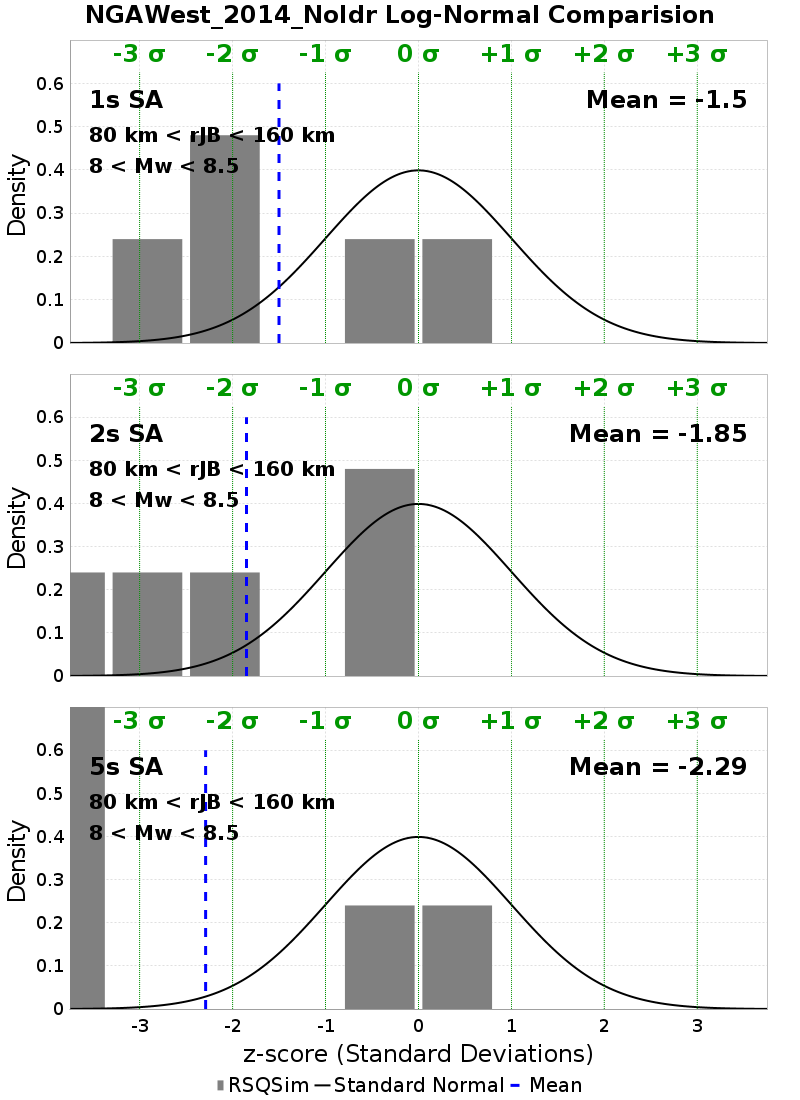 NGAWest_2014_NoIdr Log-Normal Comparision
-3 σ -2 σ -1 σ 0 σ +1 σ +2 σ +3 σ
1s SA
Mean = -1.5
80 km < rJB < 160 km
8 < Mw < 8.5
Density
0.6
0.5
0.4
0.3
0.2
0.1
0
-3 σ -2 σ -1 σ 0 σ +1 σ +2 σ +3 σ
2s SA
Mean = -1.85
80 km < rJB < 160 km
8 < Mw < 8.5
Density
0.6
0.5
0.4
0.3
0.2
0.1
0
-3 σ -2 σ -1 σ 0 σ +1 σ +2 σ +3 σ
5s SA
Mean = -2.29
80 km < rJB < 160 km
8 < Mw < 8.5
Density
0.6
0.5
0.4
0.3
0.2
0.1
0
-3 -2 -1 0 1 2 3
z-score (Standard Deviations)
RSQSim Standard Normal Mean